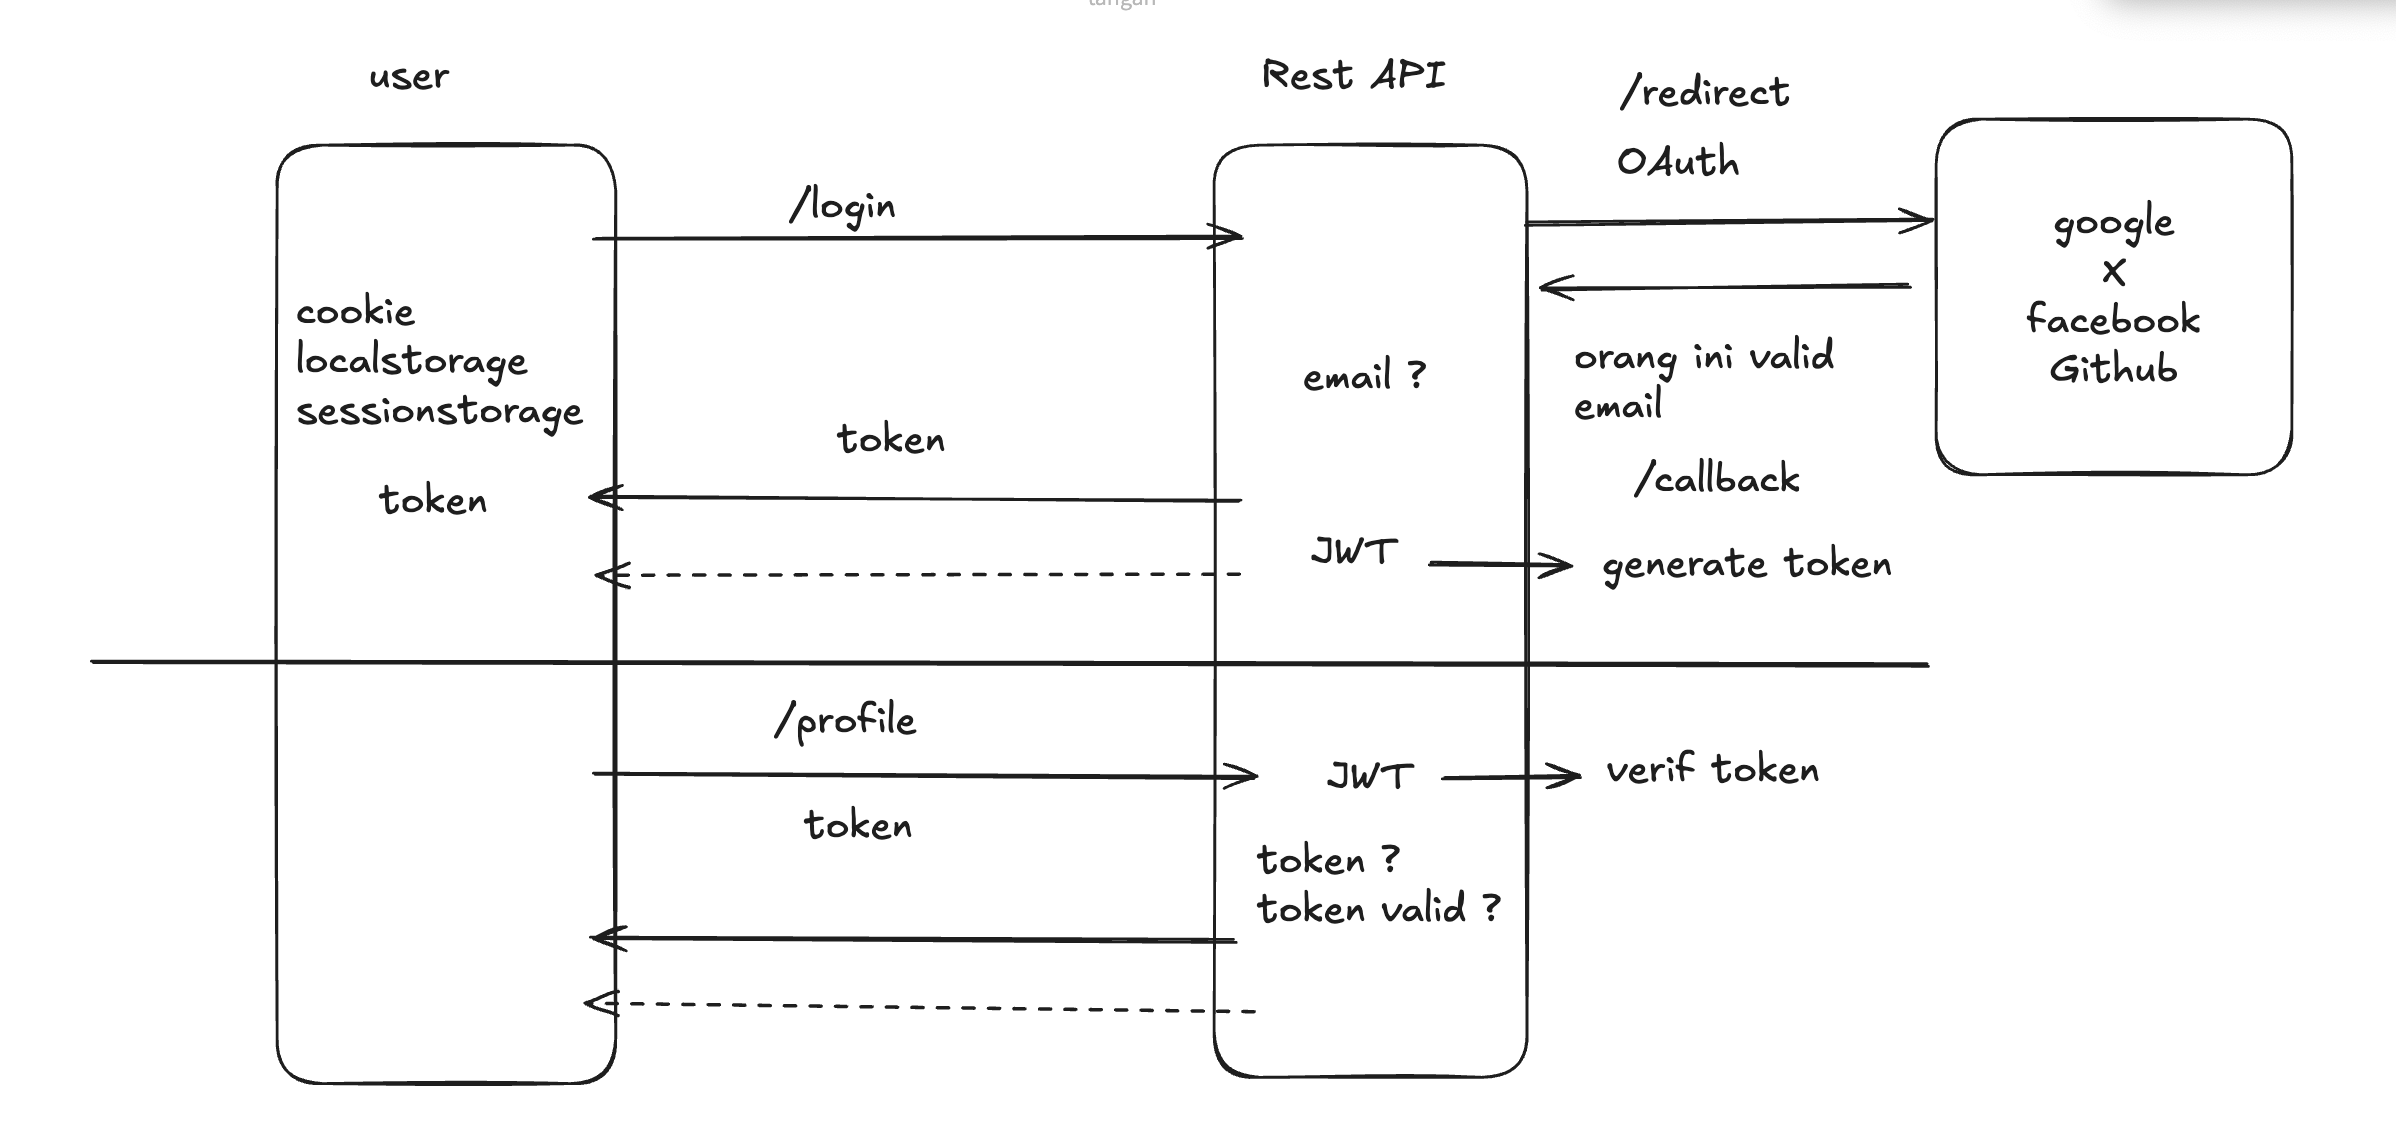 tangan
user
Rest API
/redirect
OAuth
google
X
facebook
Github
/login
cookie
localstorage
sessionstorage
token
email ?
orang ini valid
email
/callback
token
JWT
generate token
/profile
token
JWT
verif token
token ?
token valid ?